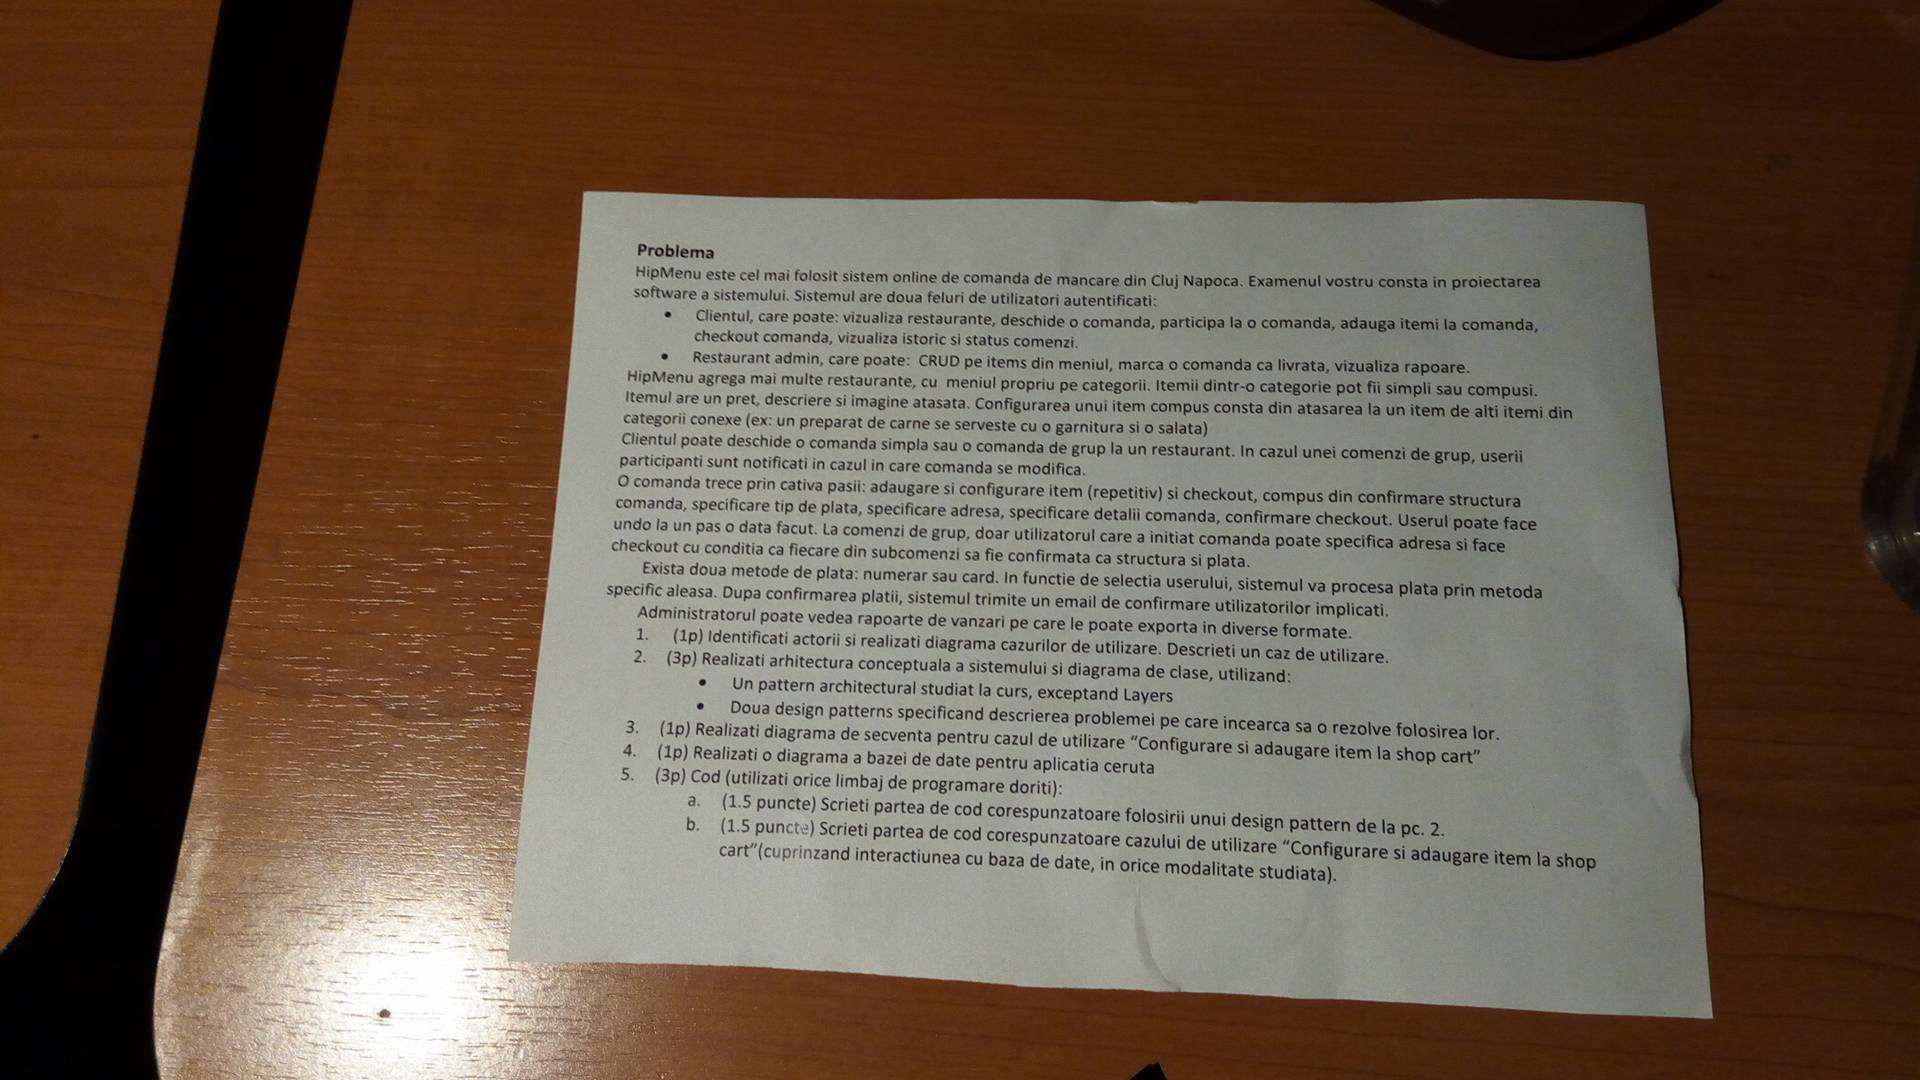 Problema
HipMenu este cel mai folosit sistem online de comanda de mancare din Cluj Napoca. Examenul vostru consta in proiectarea
software a sistemului. Sistemul are doua feluri de utilizatori autentificati:
• Clientul, care poate: vizualiza restaurante, deschide o comanda, participa la o comanda, adauga itemi la comanda,
checkout comanda, vizualiza istoric si status comenzi.
• Restaurant admin, care poate: CRUD pe items din meniul, marca o comanda ca livrata, vizualiza rapoare.
HipMenu agrega mai multe restaurante, cu meniul propriu pe categorii. Itemii dintr-o categorie pot fii simpli sau compusi.
Itemul are un pret, descriere si imagine atasata. Configurarea unui item compus consta din atasarea la un item de alti itemi din
categorii conexe (ex: un preparat de carne se serveste cu o garnitura si o salata)
Clientul poate deschide o comanda simpla sau o comanda de grup la un restaurant. In cazul unei comenzi de grup, userii
participanti sunt notificati in cazul in care comanda se modifica.
O comanda trece prin cativa pasii: adaugare si configurare item (repetitiv) si checkout, compus din confirmare structura
comanda, specificare tip de plata, specificare adresa, specificare detalii comanda, confirmare checkout. Userul poate face
undo la un pas o data facut. La comenzi de grup, doar utilizatorul care a initiat comanda poate specifica adresa si face
checkout cu conditia ca fiecare din subcomenzi sa fie confirmata ca structura si plata.
Exista doua metode de plata: numerar sau card. In functie de selectia userului, sistemul va procesa plata prin metoda
specific aleasa. Dupa confirmarea platii, sistemul trimite un email de confirmare utilizatorilor implicati.
Administratorul poate vedea rapoarte de vanzari pe care le poate exporta in diverse formate.
1. (1p) Identificati actorii si realizati diagrama cazurilor de utilizare. Descrieti un caz de utilizare.
2. (3p) Realizati arhitectura conceptuala a sistemului si diagrama de clase, utilizand:
• Un pattern architectural studiat la curs, exceptand Layers
• Doua design patterns specificand descrierea problemei pe care incearca sa o rezolve folosirea lor.
3. (1p) Realizati diagrama de secventa pentru cazul de utilizare “Configurare si adaugare item la shop cart”
4. (1p) Realizati o diagrama a bazei de date pentru aplicatia ceruta
5. (3p) Cod (utilizati orice limbaj de programare doriti):
a. (1.5 puncte) Scrieti partea de cod corespunzatoare folosirii unui design pattern de la pc. 2.
b. (1.5 puncte) Scrieti partea de cod corespunzatoare cazului de utilizare “Configurare si adaugare item la shop
cart”(cuprinzand interactiunea cu baza de date, in orice modalitate studiata).